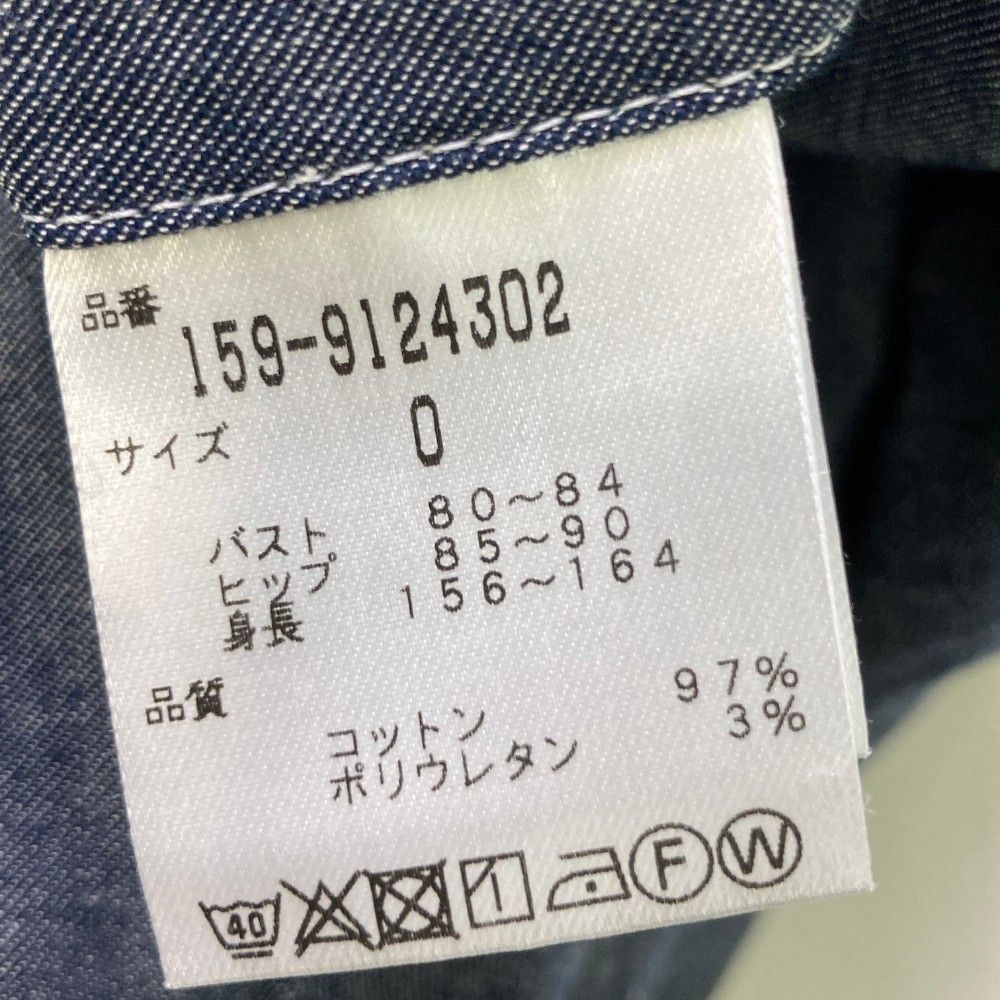 品番 159-9124302
サイズ 0
バスト 80～84
ヒップ 85～90
身長 156～164
品質
コットン 97%
ポリウレタン 3%
40 F W